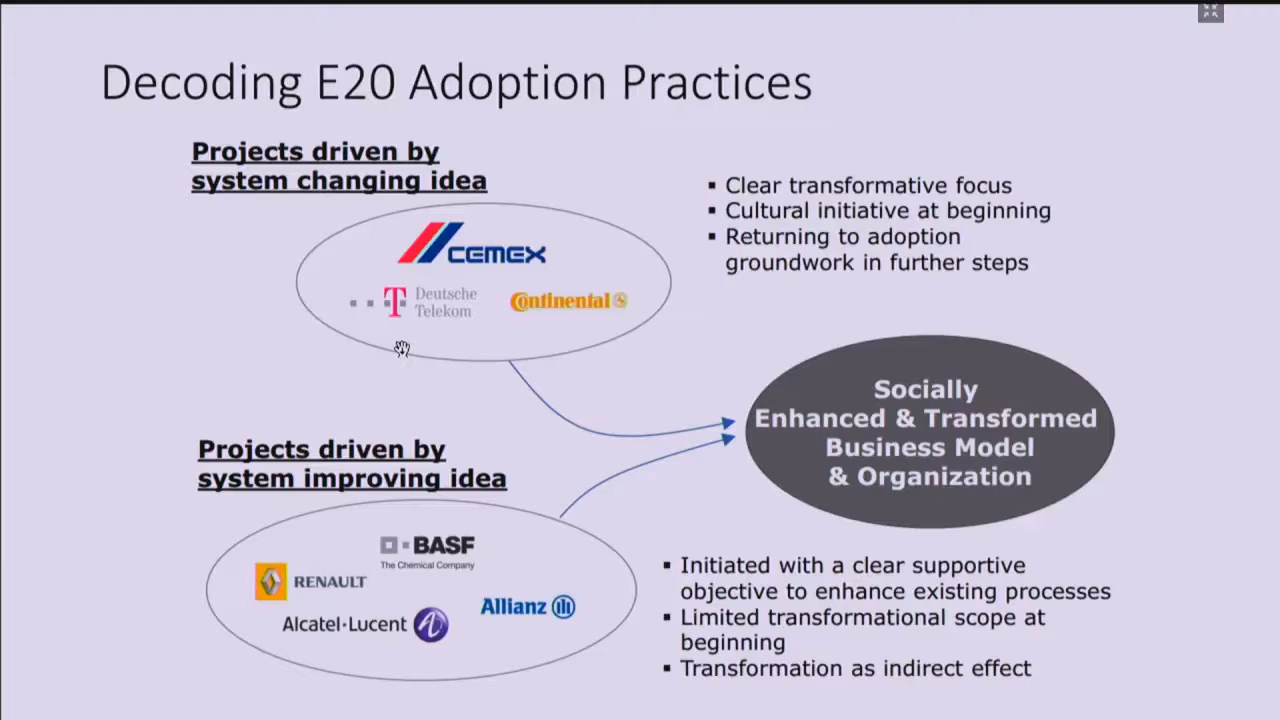 Decoding E20 Adoption Practices
Projects driven by
system changing idea
CEMEX
Deutsche
Telekom
T
Continental
▪ Clear transformative focus
▪ Cultural initiative at beginning
▪ Returning to adoption
groundwork in further steps
Socially
Enhanced & Transformed
Business Model
& Organization
Projects driven by
system improving idea
BASF
The Chemical Company
RENAULT
Allianz
Alcatel·Lucent
▪ Initiated with a clear supportive
objective to enhance existing processes
▪ Limited transformational scope at
beginning
▪ Transformation as indirect effect